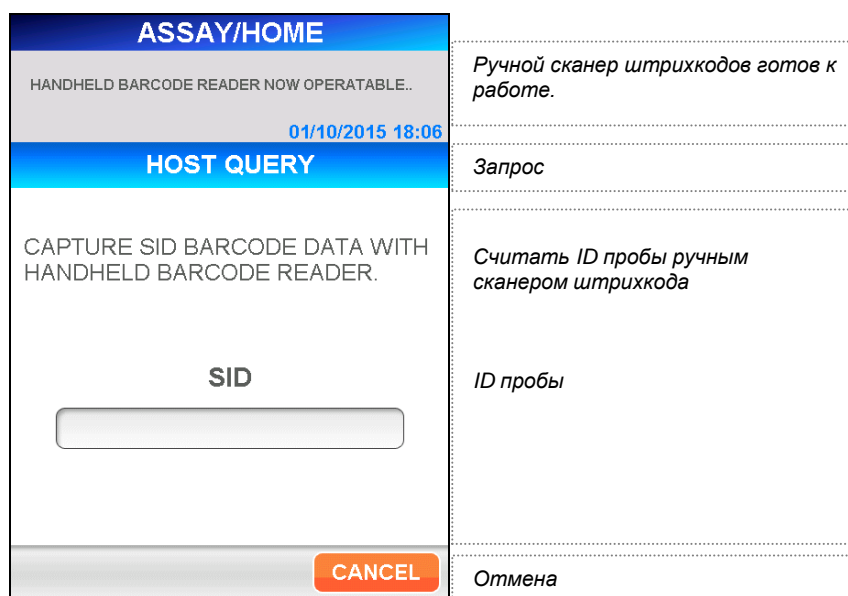 ASSAY/HOME
HANDHELD BARCODE READER NOW OPERATABLE..
01/10/2015 18:06
Ручной сканер штрихкодов готов к
работе.
HOST QUERY
Запрос
CAPTURE SID BARCODE DATA WITH
HANDHELD BARCODE READER.
Считать ID пробы ручным
сканером штрихкода
SID
ID пробы
CANCEL
Отмена